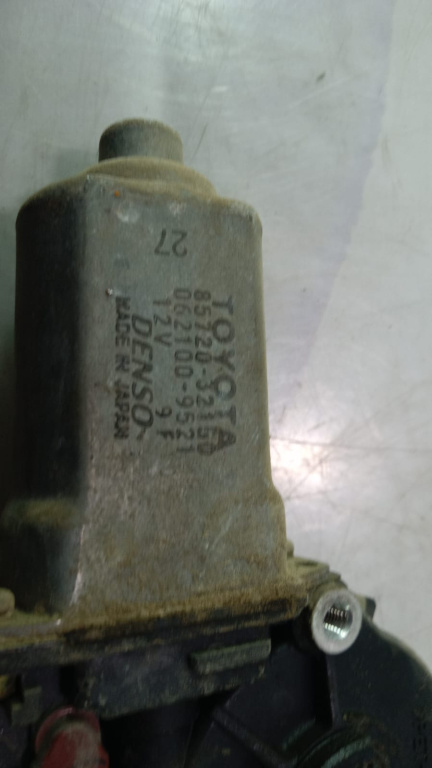 27
TOYOTA
85720-32150
062100-9521
12V 9F
DENSO
MADE IN JAPAN